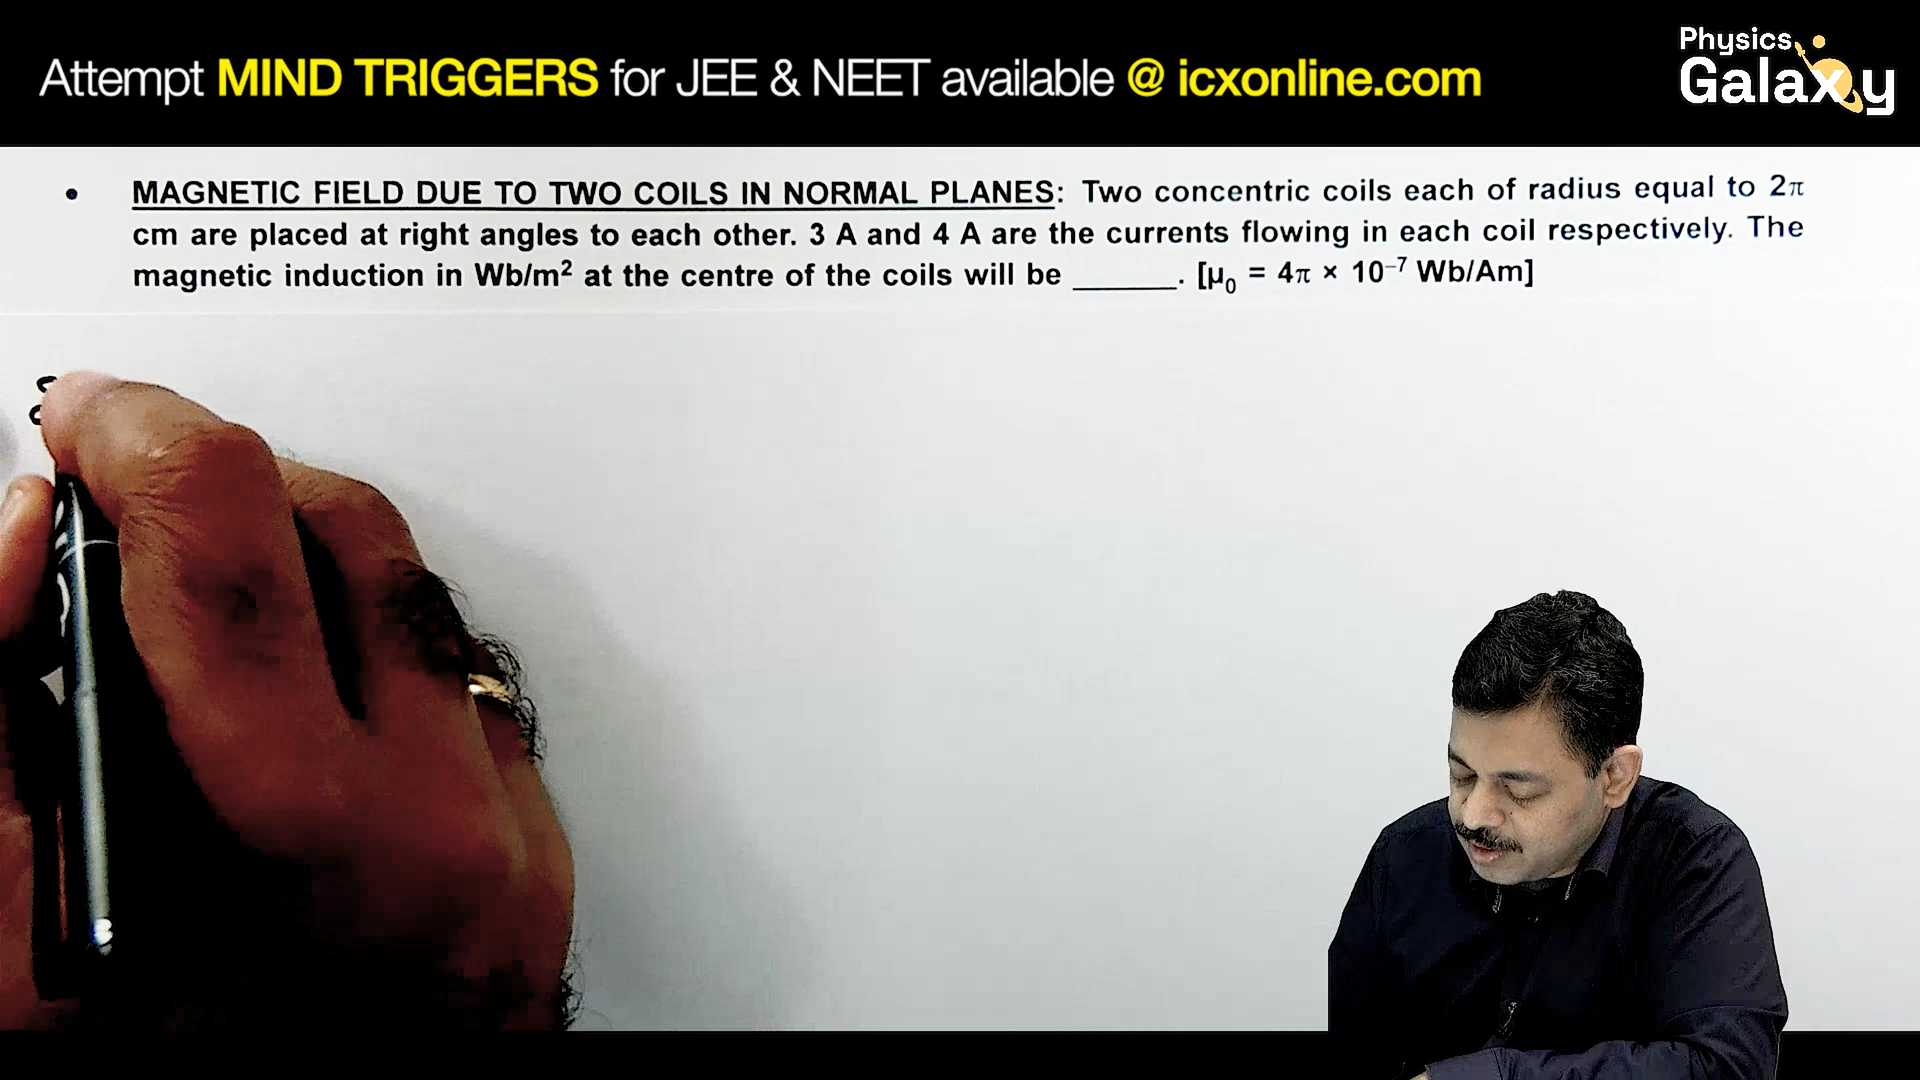 Attempt MIND TRIGGERS for JEE & NEET available @ icxonline.com
Physics
Galaxy
• MAGNETIC FIELD DUE TO TWO COILS IN NORMAL PLANES: Two concentric coils each of radius equal to 2π
cm are placed at right angles to each other. 3 A and 4 A are the currents flowing in each coil respectively. The
magnetic induction in Wb/m² at the centre of the coils will be ______. [μ₀ = 4π × 10⁻⁷ Wb/Am]